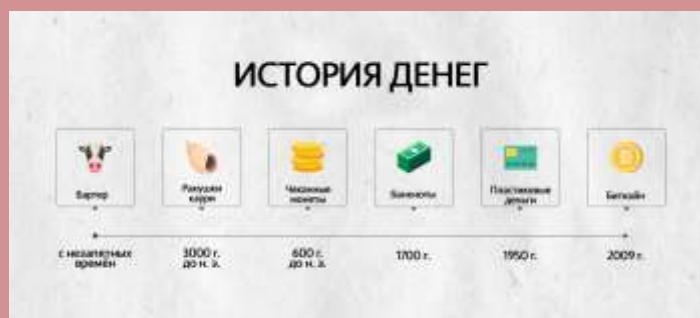 ИСТОРИЯ ДЕНЕГ
Бартер
Ракушки
каури
Чеканные
монеты
Банкноты
Пластиковые
деньги
Биткойн
с незапятных
времён
3000 г.
до н. э.
600 г.
до н. э.
1700 г.
1950 г.
2009 г.